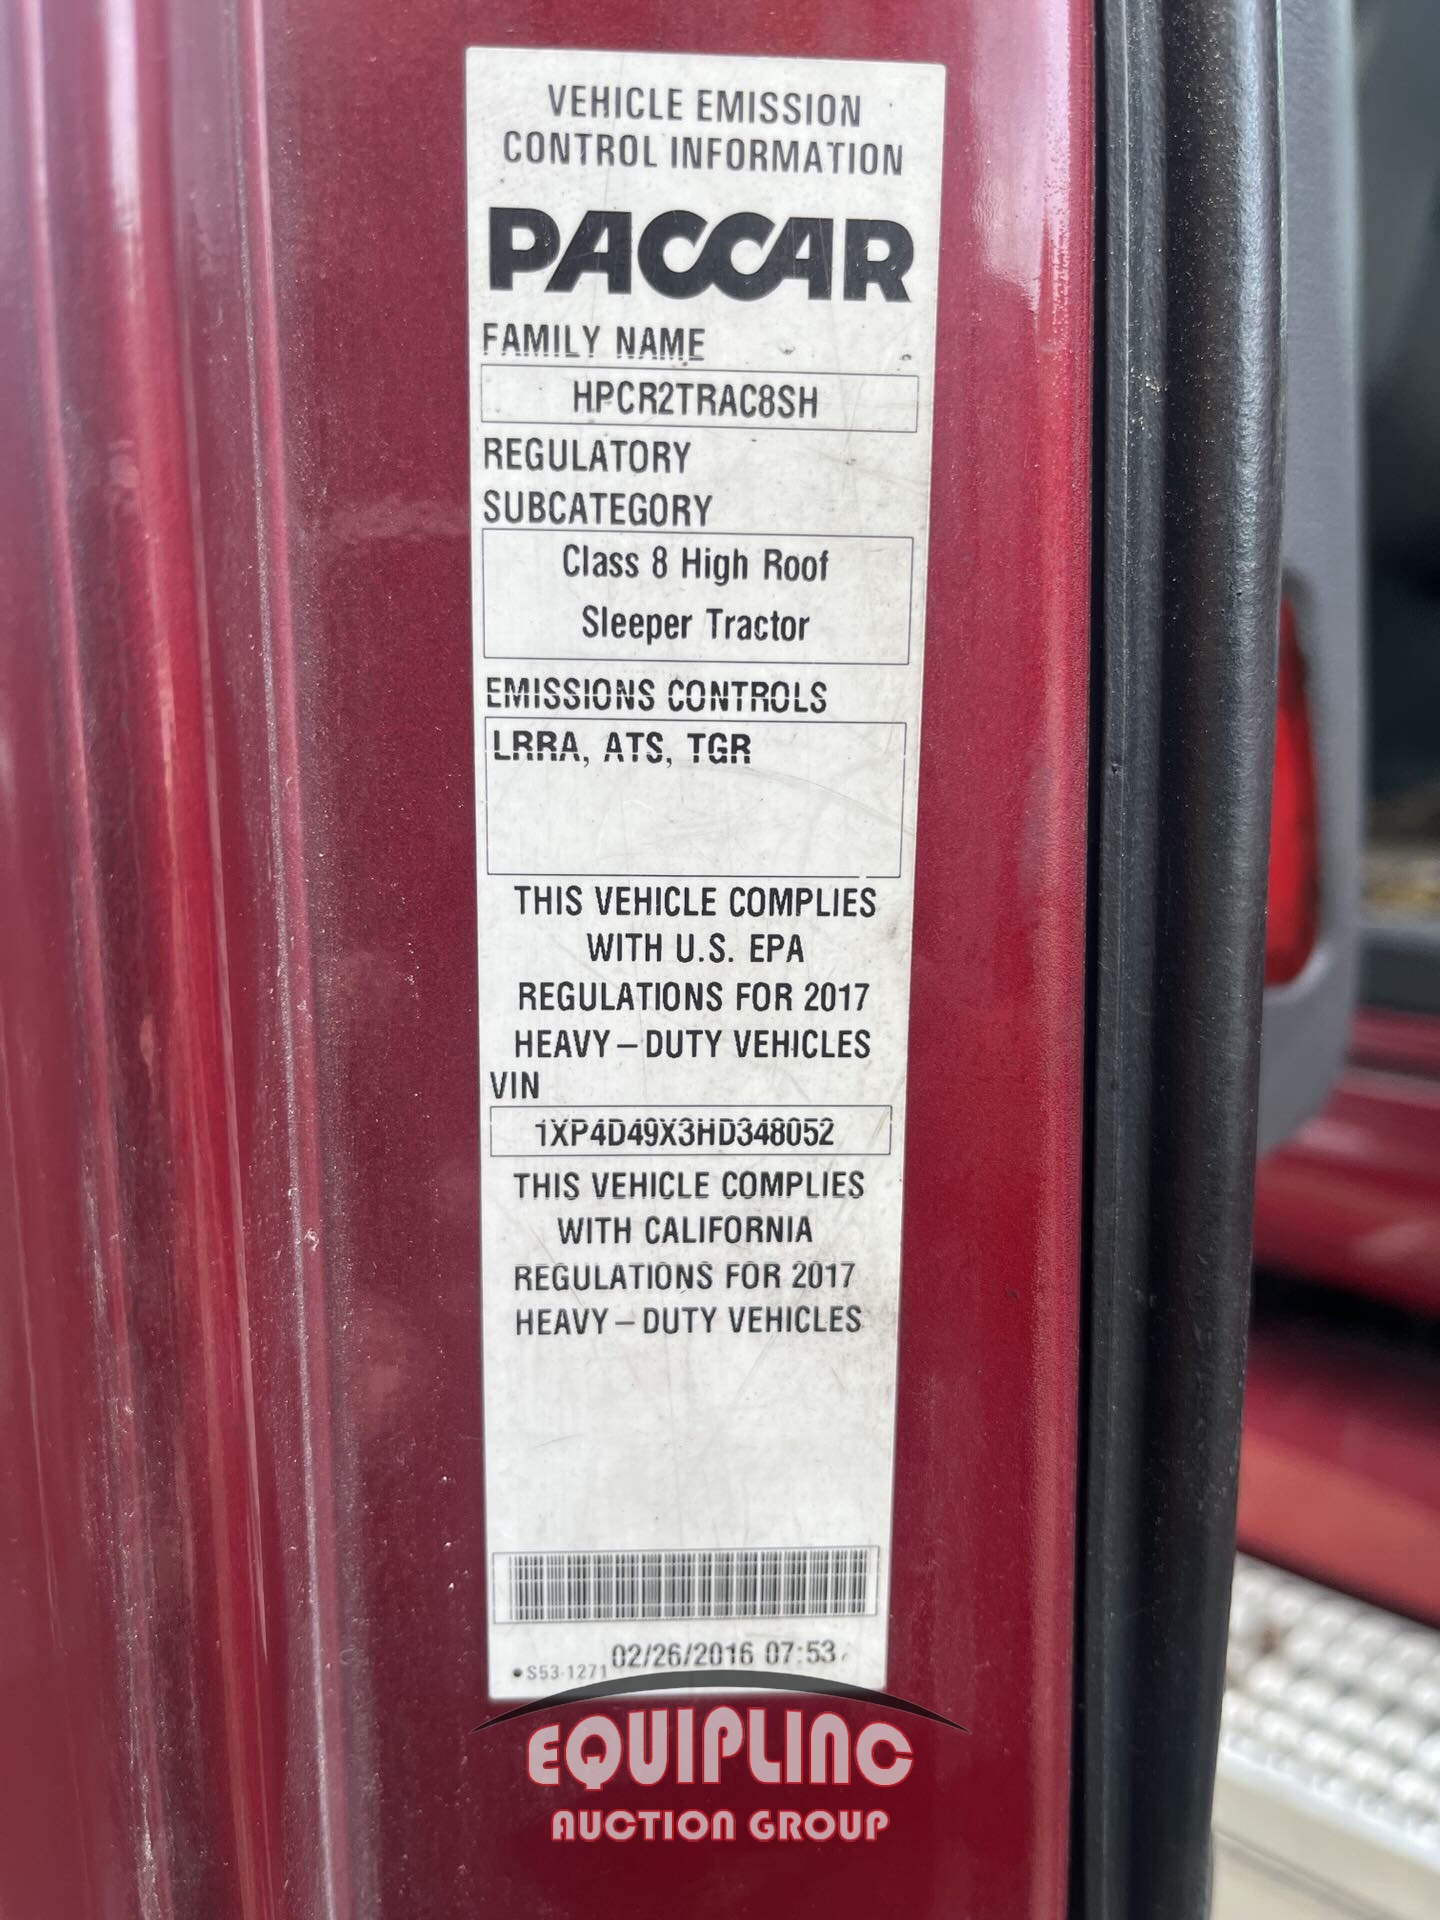 VEHICLE EMISSION
CONTROL INFORMATION
PACCAR
FAMILY NAME
HPCR2TRAC8SH
REGULATORY
SUBCATEGORY
Class 8 High Roof
Sleeper Tractor
EMISSIONS CONTROLS
LRRA, ATS, TGR
THIS VEHICLE COMPLIES
WITH U.S. EPA
REGULATIONS FOR 2017
HEAVY-DUTY VEHICLES
VIN
1XP4D49X3HD348052
THIS VEHICLE COMPLIES
WITH CALIFORNIA
REGULATIONS FOR 2017
HEAVY-DUTY VEHICLES
•S53-1271 02/26/2016 07:53
EQUIPLINC
AUCTION GROUP